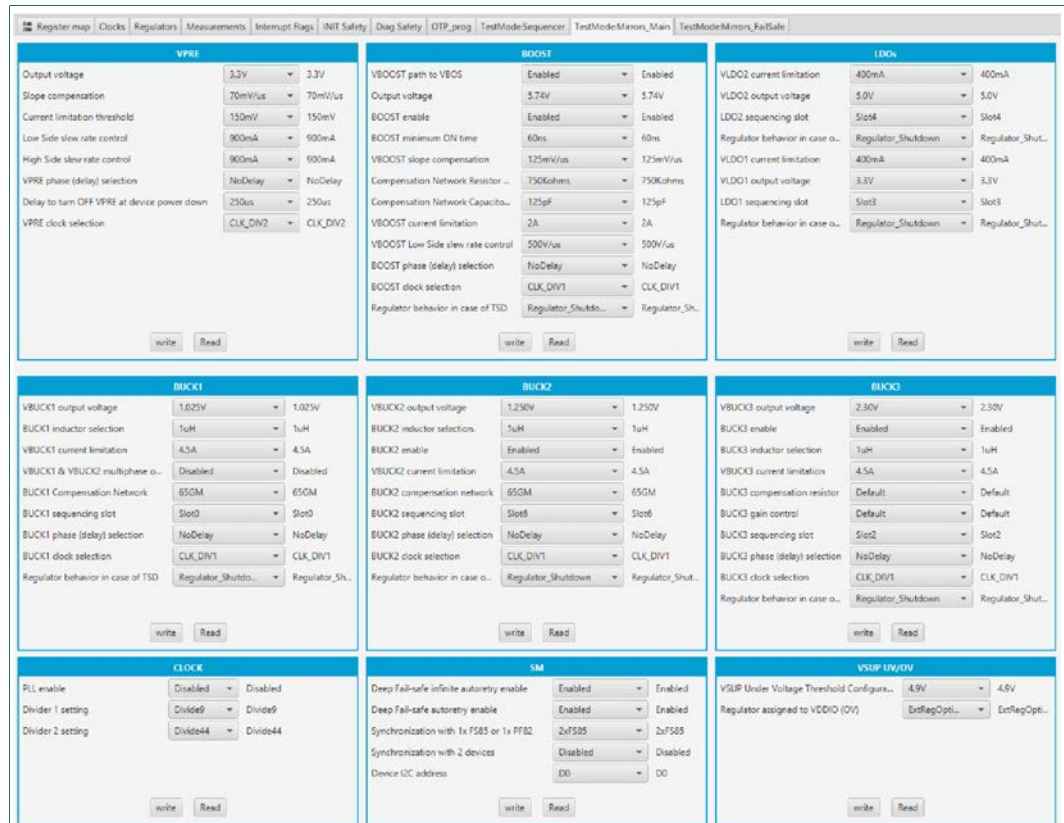 Register map Clocks Regulators Measurements Interrupt Flags INIT Safety Diag Safety OTP_prog TestMode:Sequencer TestMode:Mirrors_Main TestMode:Mirrors_FailSafe
VPRE
Output voltage 3.3V 3.3V
Slope compensation 70mV/us 70mV/us
Current limitation threshold 150mV 150mV
Low Side slew rate control 900mA 900mA
High Side slew rate control 900mA 900mA
VPRE phase (delay) selection NoDelay NoDelay
Delay to turn OFF VPRE at device power down 250us 250us
VPRE clock selection CLK_DIV2 CLK_DIV2
write Read
BOOST
VBOOST path to VBOS Enabled Enabled
Output voltage 5.74V 5.74V
BOOST enable Enabled Enabled
BOOST minimum ON time 60ns 60ns
VBOOST slope compensation 125mV/us 125mV/us
Compensation Network Resistor ... 750Kohms 750Kohms
Compensation Network Capacito... 125pF 125pF
VBOOST current limitation 2A 2A
VBOOST Low Side slew rate control 500V/us 500V/us
BOOST phase (delay) selection NoDelay NoDelay
BOOST clock selection CLK_DIV1 CLK_DIV1
Regulator behavior in case of TSD Regulator_Shutdo... Regulator_Sh...
write Read
LDOs
VLDO2 current limitation 400mA 400mA
VLDO2 output voltage 5.0V 5.0V
LDO2 sequencing slot Slot4 Slot4
Regulator behavior in case o... Regulator_Shutdown Regulator_Shut...
VLDO1 current limitation 400mA 400mA
VLDO1 output voltage 3.3V 3.3V
LDO1 sequencing slot Slot3 Slot3
Regulator behavior in case o... Regulator_Shutdown Regulator_Shut...
write Read
BUCK1
VBUCK1 output voltage 1.025V 1.025V
BUCK1 inductor selection 1uH 1uH
VBUCK1 current limitation 4.5A 4.5A
VBUCK1 & VBUCK2 multiphase o... Disabled Disabled
BUCK1 Compensation Network 65GM 65GM
BUCK1 sequencing slot Slot0 Slot0
BUCK1 phase (delay) selection NoDelay NoDelay
BUCK1 clock selection CLK_DIV1 CLK_DIV1
Regulator behavior in case of TSD Regulator_Shutdo... Regulator_Sh...
write Read
BUCK2
VBUCK2 output voltage 1.250V 1.250V
BUCK2 inductor selection. 1uH 1uH
BUCK2 enable Enabled Enabled
VBUCK2 current limitation 4.5A 4.5A
BUCK2 compensation network 65GM 65GM
BUCK2 sequencing slot Slot6 Slot6
BUCK2 phase (delay) selection NoDelay NoDelay
BUCK2 clock selection CLK_DIV1 CLK_DIV1
Regulator behavior in case o... Regulator_Shutdown Regulator_Shut...
write Read
BUCK3
VBUCK3 output voltage 2.30V 2.30V
BUCK3 enable Enabled Enabled
BUCK3 inductor selection 1uH 1uH
VBUCK3 current limitation 4.5A 4.5A
BUCK3 compensation resistor Default Default
BUCK3 gain control Default Default
BUCK3 sequencing slot Slot2 Slot2
BUCK3 phase (delay) selection NoDelay NoDelay
BUCK3 clock selection CLK_DIV1 CLK_DIV1
Regulator behavior in case o... Regulator_Shutdown Regulator_Shut...
write Read
CLOCK
PLL enable Disabled Disabled
Divider 1 setting Divide9 Divide9
Divider 2 setting Divide44 Divide44
write Read
SM
Deep Fail-safe infinite autoretry enable Enabled Enabled
Deep Fail-safe autoretry enable Enabled Enabled
Synchronization with 1x FS85 or 1x PF82 2xFS85 2xFS85
Synchronization with 2 devices Disabled Disabled
Device I2C address D0 D0
write Read
VSUP UV/OV
VSUP Under Voltage Threshold Configura... 4.9V 4.9V
Regulator assigned to VDDIO (OV) ExtRegOpti... ExtRegOpti...
write Read